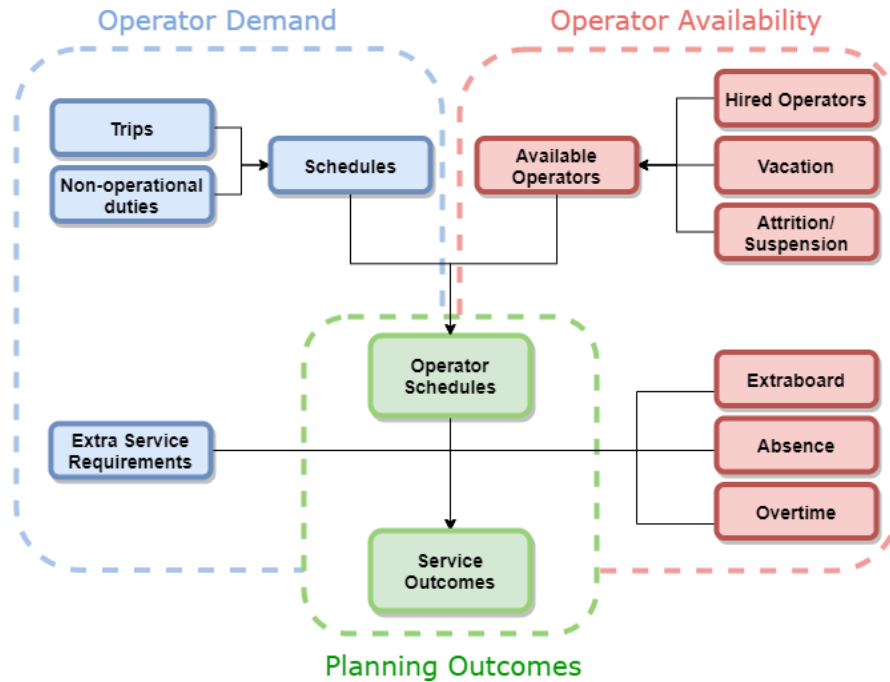 Operator Demand
Operator Availability
Trips
Non-operational
duties
Schedules
Available
Operators
Hired Operators
Vacation
Attrition/
Suspension
Operator
Schedules
Extra Service
Requirements
Extraboard
Absence
Overtime
Service
Outcomes
Planning Outcomes